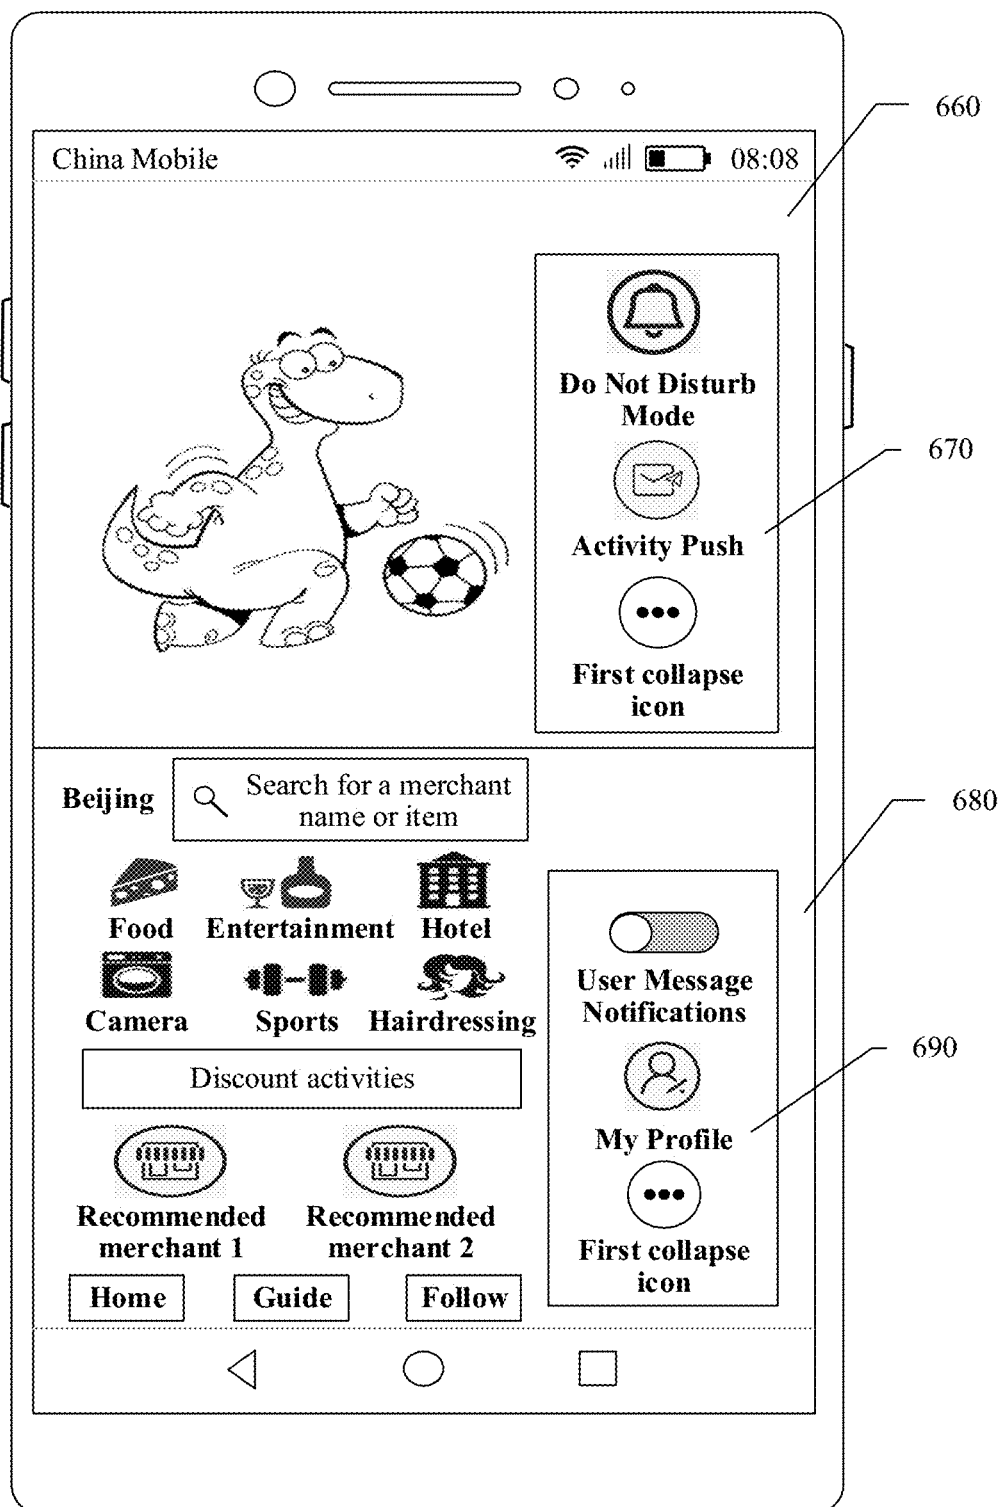 China Mobile 08:08
660
Do Not Disturb
Mode
670
Activity Push
First collapse
icon
Beijing
Search for a merchant
name or item
680
Food Entertainment Hotel
Camera Sports Hairdressing
User Message
Notifications
690
Discount activities
My Profile
Recommended
merchant 1
Recommended
merchant 2
First collapse
icon
Home Guide Follow